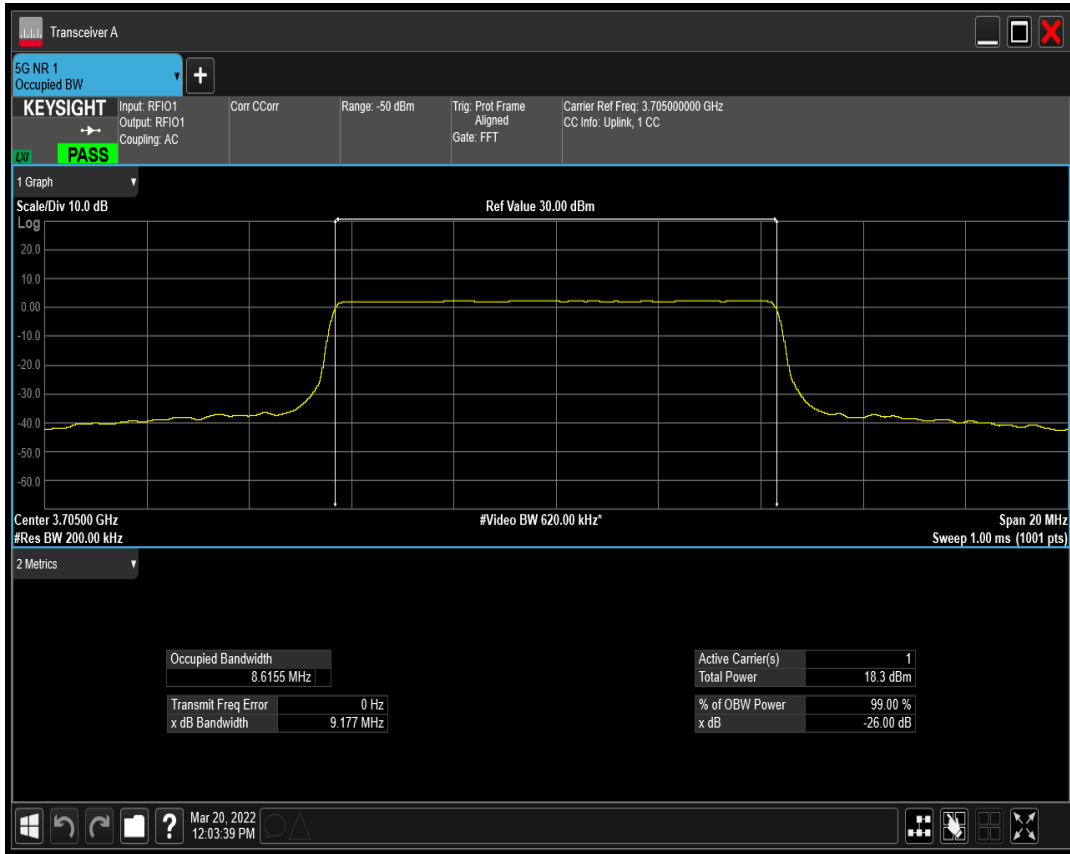 Transceiver A
5G NR 1
Occupied BW
+
KEYSIGHT
LXI
PASS
Input: RFIO1
Output: RFIO1
Coupling: AC
Corr CCorr
Range: -50 dBm
Trig: Prot Frame
Aligned
Gate: FFT
Carrier Ref Freq: 3.705000000 GHz
CC Info: Uplink, 1 CC
1 Graph
Scale/Div 10.0 dB
Ref Value 30.00 dBm
Log
20.0
10.0
0.00
-10.0
-20.0
-30.0
-40.0
-50.0
-60.0
Center 3.70500 GHz
#Video BW 620.00 kHz*
Span 20 MHz
#Res BW 200.00 kHz
Sweep 1.00 ms (1001 pts)
2 Metrics
Occupied Bandwidth
8.6155 MHz
Transmit Freq Error 0 Hz
x dB Bandwidth 9.177 MHz
Active Carrier(s) 1
Total Power 18.3 dBm
% of OBW Power 99.00 %
x dB -26.00 dB
?
Mar 20, 2022
12:03:39 PM